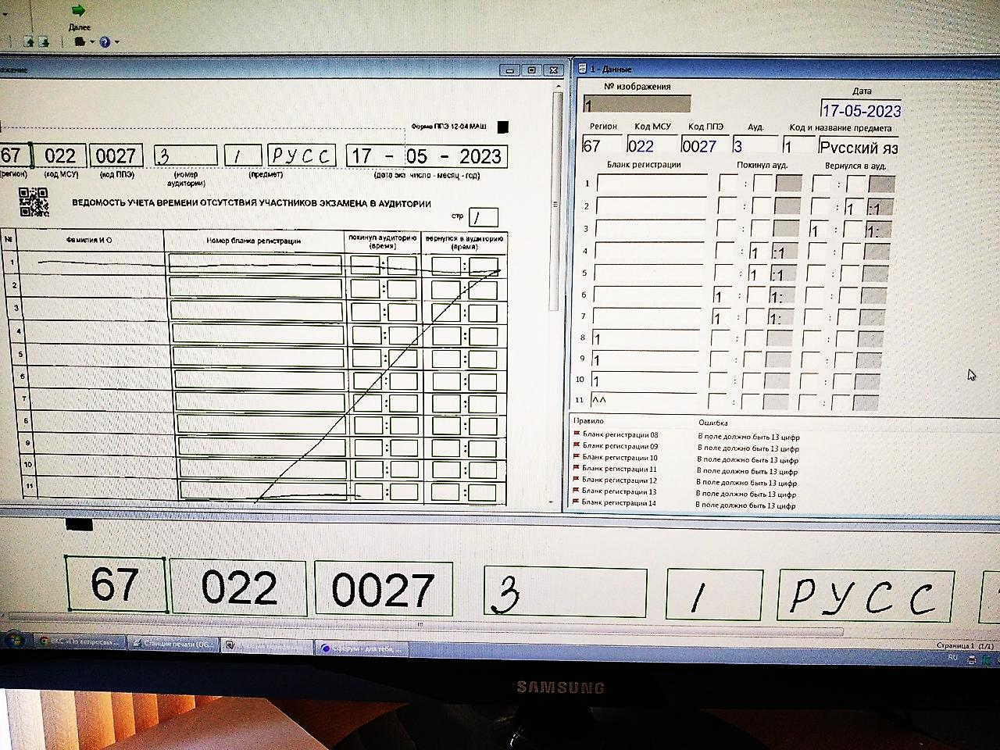 Далее
1 - Данные
№ изображения
Дата
1
17-05-2023
Регион Код МСУ Код ППЭ Ауд. Код и название предмета
67 022 0027 3 1 Русский яз
Бланк регистрации Покинул ауд. Вернулся в ауд.
1 : :
2 : : 1 :1
3 : 1 : 1:
4 : 1 :1 :
5 : 1 :1 :
6 1 : 1: :
7 1 : 1: :
8 1 : :
9 1 : :
10 1 : :
11 ^^ : :
Правило Ошибка
Бланк регистрации 08 В поле должно быть 13 цифр
Бланк регистрации 09 В поле должно быть 13 цифр
Бланк регистрации 10 В поле должно быть 13 цифр
Бланк регистрации 11 В поле должно быть 13 цифр
Бланк регистрации 12 В поле должно быть 13 цифр
Бланк регистрации 13 В поле должно быть 13 цифр
Бланк регистрации 14 В поле должно быть 13 цифр
Форма ППЭ 12-04 МАШ
67 022 0027 3 1 РУСС 17 - 05 - 2023
(регион) (код МСУ) (код ППЭ) (номер аудитории) (предмет) (дата экз. число - месяц - год)
ВЕДОМОСТЬ УЧЕТА ВРЕМЕНИ ОТСУТСТВИЯ УЧАСТНИКОВ ЭКЗАМЕНА В АУДИТОРИИ
стр 1
№ Фамилия И О Номер бланка регистрации покинул аудиторию (время) вернулся в аудиторию (время)
1 : :
2 : :
3 : :
4 : :
5 : :
6 : :
7 : :
8 : :
9 : :
10 : :
11 : :
67 022 0027 3 1 РУСС
Страница 1 (1/1)
ВКС «По вопросам... Станция печати (ОГ... Сферум - для тебя, ...
RU
SAMSUNG